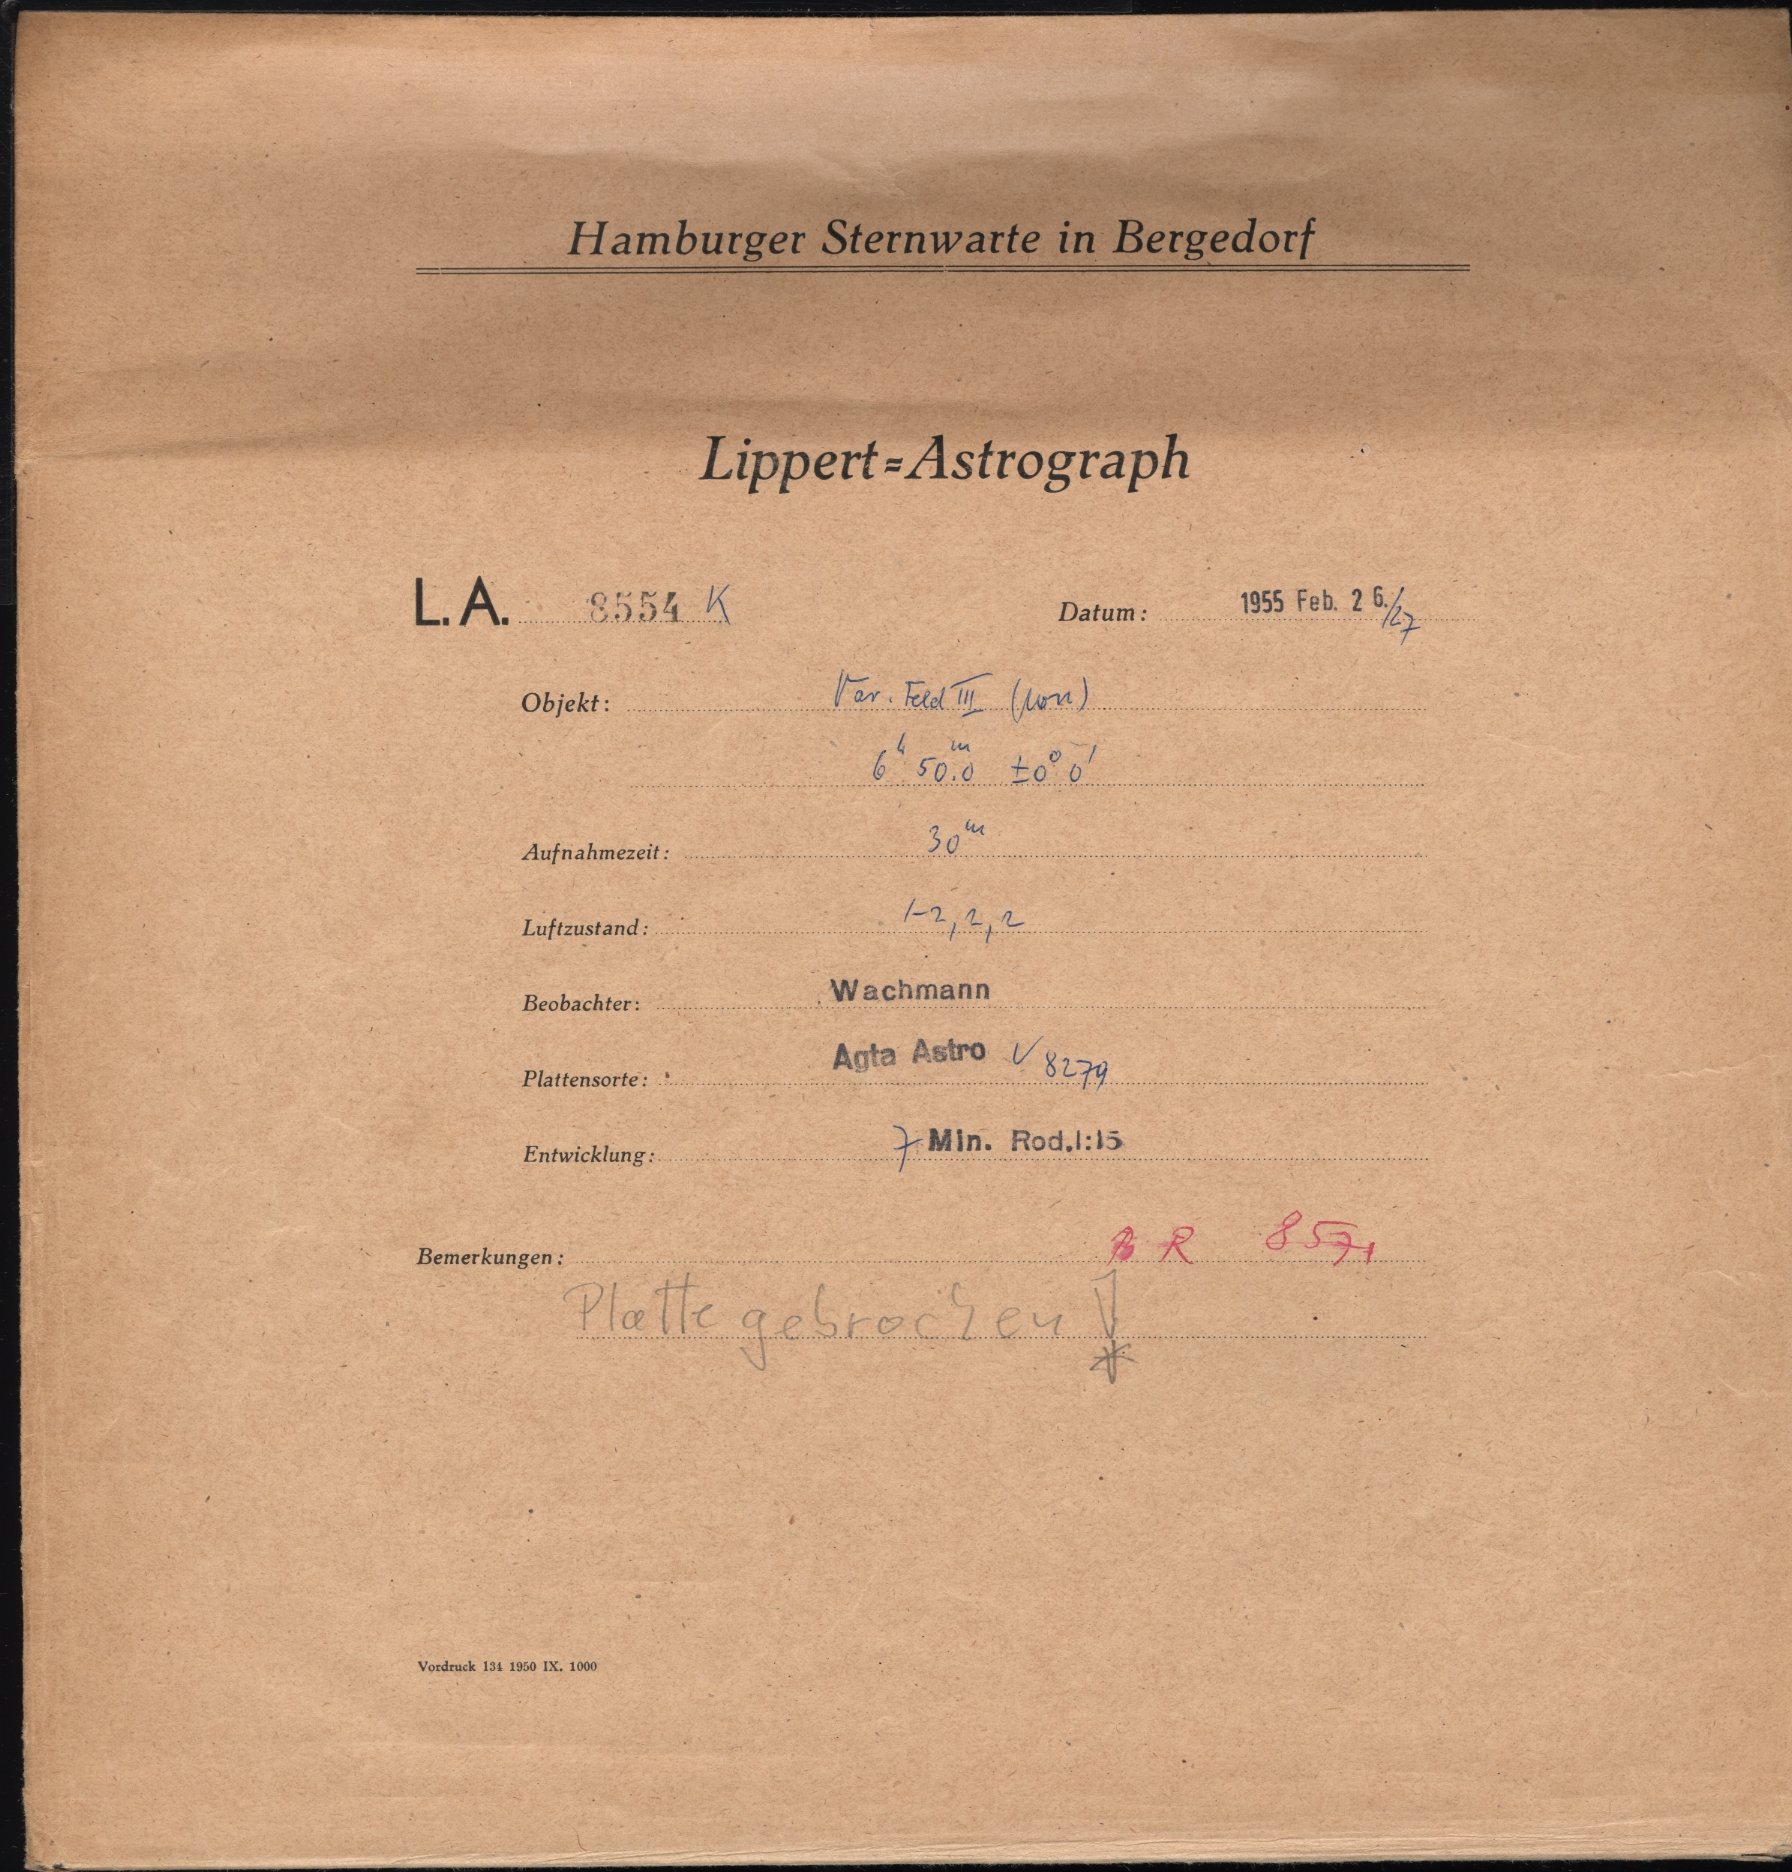 Hamburger Sternwarte in Bergedorf
Lippert=Astrograph
L. A. 8554 K Datum: 1955 Feb. 26./27
Objekt: Var. Feld III
6ʰ 50.0ᵐ ±0° 0'
Aufnahmezeit: 30ᵐ
Luftzustand: 1-2, 2, 2
Beobachter: Wachmann
Plattensorte: Agfa Astro V 8279
Entwicklung: 7 Min. Rod.1:15
Bemerkungen: R
Platte gebrochen !
Vordruck 134 1950 IX. 1000